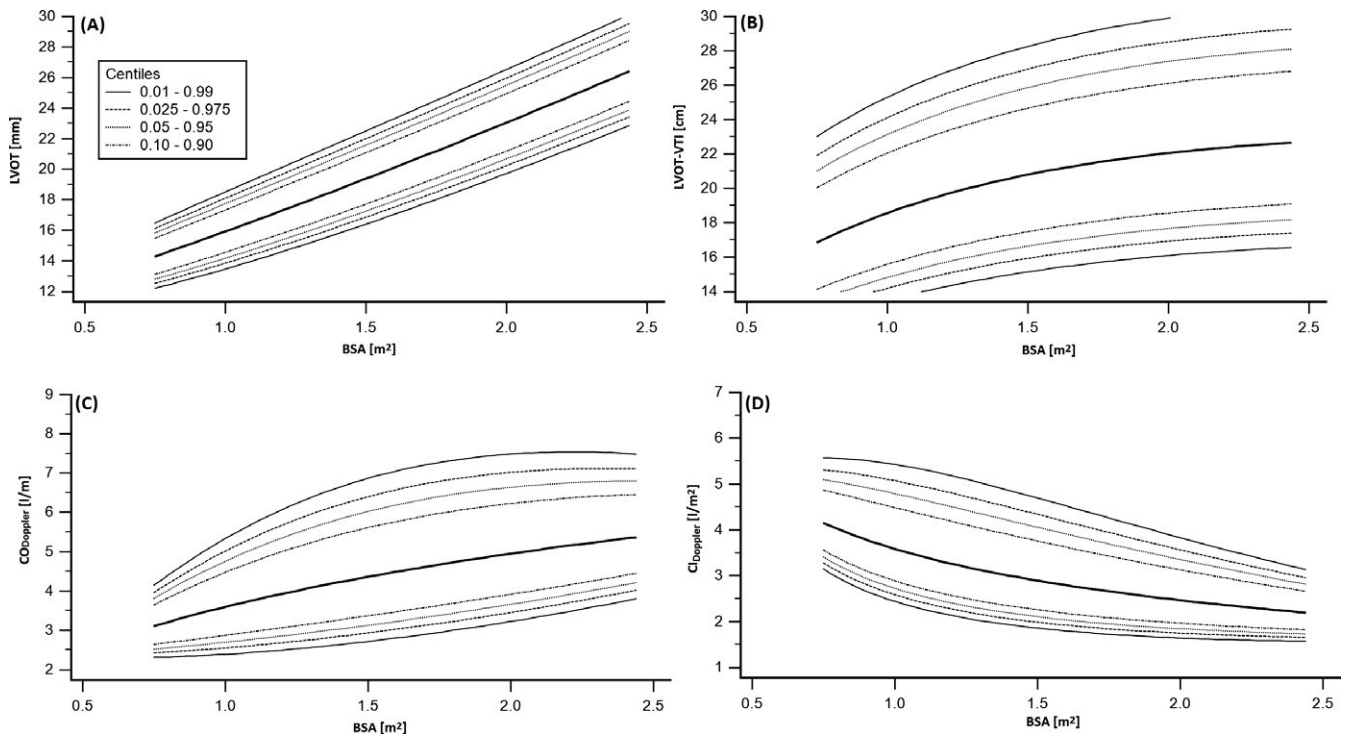 (A)
LVOT [mm]
30
28
26
24
22
20
18
16
14
12
Centiles
0.01 - 0.99
0.025 - 0.975
0.05 - 0.95
0.10 - 0.90
0.5 1.0 1.5 2.0 2.5
BSA [m²]
(B)
LVOT-VTI [cm]
30
28
26
24
22
20
18
16
14
0.5 1.0 1.5 2.0 2.5
BSA [m²]
(C)
CODoppler [l/m]
9
8
7
6
5
4
3
2
0.5 1.0 1.5 2.0 2.5
BSA [m²]
(D)
CIDoppler [l/m²]
7
6
5
4
3
2
1
0.5 1.0 1.5 2.0 2.5
BSA [m²]